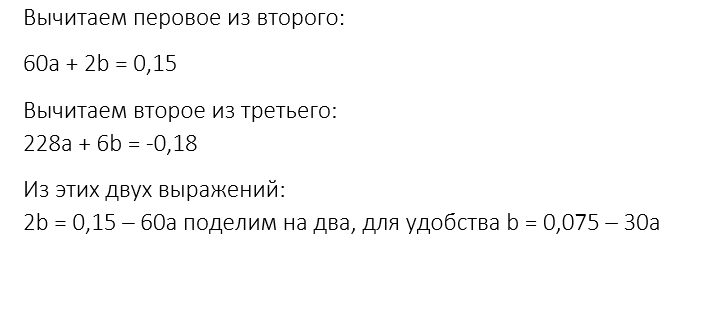 Вычитаем перовое из второго:
60a + 2b = 0,15
Вычитаем второе из третьего:
228a + 6b = -0,18
Из этих двух выражений:
2b = 0,15 – 60a поделим на два, для удобства b = 0,075 – 30a